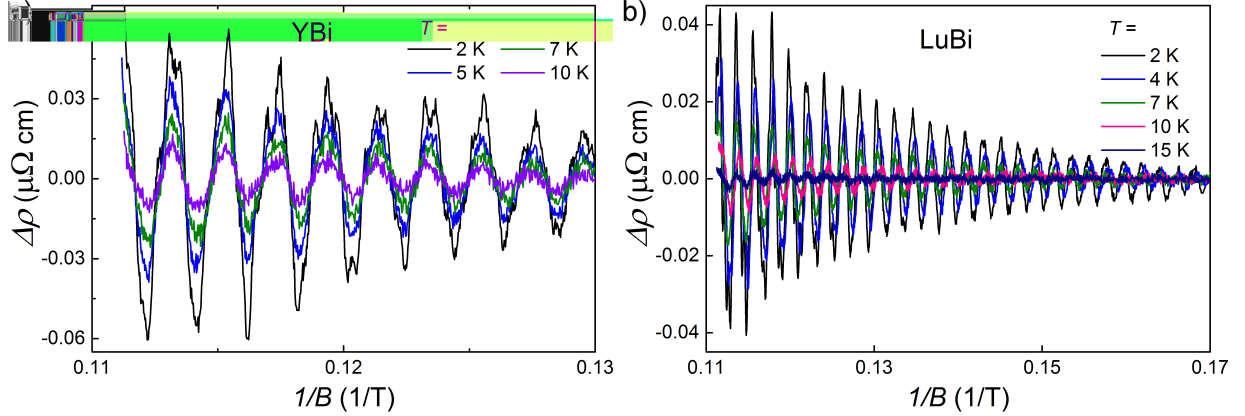 YBi
T =
2 K
7 K
5 K
10 K
0.03
0.00
-0.03
-0.06
Δρ (μΩ cm)
0.11
0.12
0.13
1/B (1/T)
b)
LuBi
T =
2 K
4 K
7 K
10 K
15 K
0.04
0.02
0.00
-0.02
-0.04
Δρ (μΩ cm)
0.11
0.13
0.15
0.17
1/B (1/T)